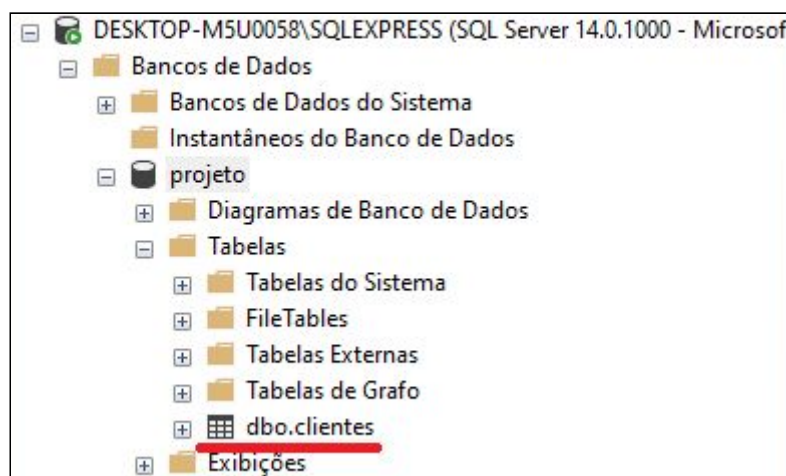 DESKTOP-M5U0058\SQLEXPRESS (SQL Server 14.0.1000 - Microsof
Bancos de Dados
Bancos de Dados do Sistema
Instantâneos do Banco de Dados
projeto
Diagramas de Banco de Dados
Tabelas
Tabelas do Sistema
FileTables
Tabelas Externas
Tabelas de Grafo
dbo.clientes
Exibições